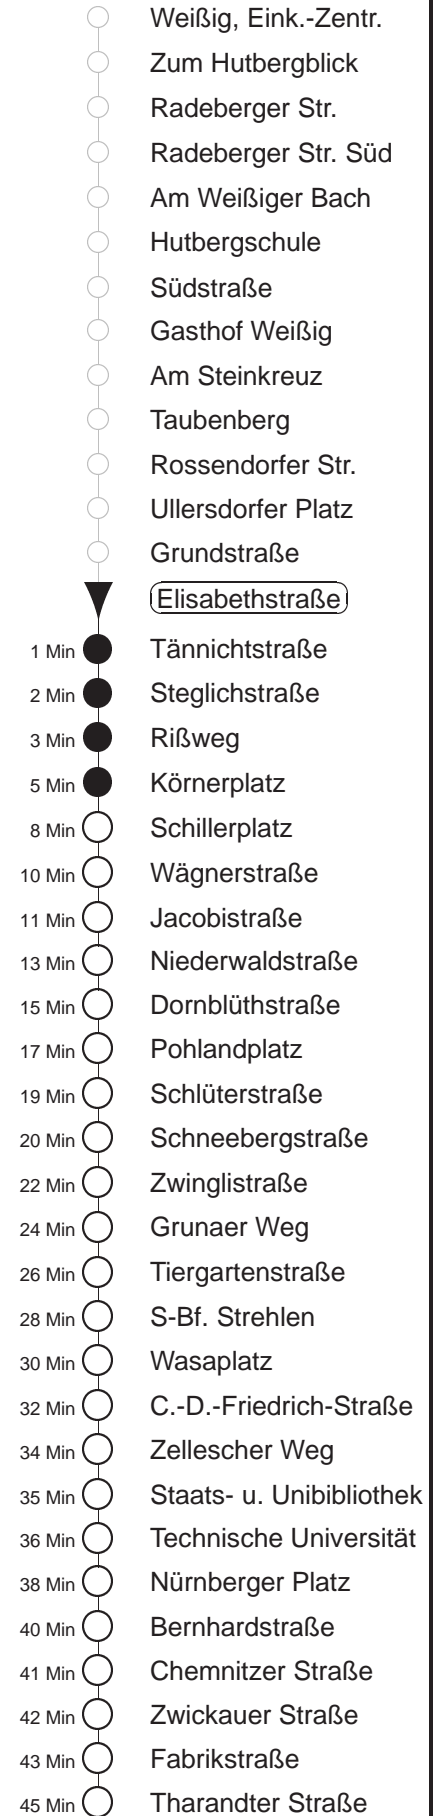 Weißig, Eink.-Zentr.
Zum Hutbergblick
Radeberger Str.
Radeberger Str. Süd
Am Weißiger Bach
Hutbergschule
Südstraße
Gasthof Weißig
Am Steinkreuz
Taubenberg
Rossendorfer Str.
Ullersdorfer Platz
Grundstraße
Elisabethstraße
1 Min Tännichtstraße
2 Min Steglichstraße
3 Min Rißweg
5 Min Körnerplatz
8 Min Schillerplatz
10 Min Wägnerstraße
11 Min Jacobistraße
13 Min Niederwaldstraße
15 Min Dornblüthstraße
17 Min Pohlandplatz
19 Min Schlüterstraße
20 Min Schneebergstraße
22 Min Zwinglistraße
24 Min Grunaer Weg
26 Min Tiergartenstraße
28 Min S-Bf. Strehlen
30 Min Wasaplatz
32 Min C.-D.-Friedrich-Straße
34 Min Zellescher Weg
35 Min Staats- u. Unibibliothek
36 Min Technische Universität
38 Min Nürnberger Platz
40 Min Bernhardstraße
41 Min Chemnitzer Straße
42 Min Zwickauer Straße
43 Min Fabrikstraße
45 Min Tharandter Straße